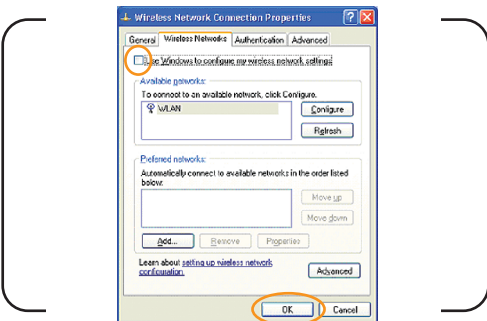 Wireless Network Connection Properties
General Wireless Networks Authentication Advanced
Use Windows to configure my wireless network settings
Available networks:
To connect to an available network, click Configure.
WLAN
Configure
Refresh
Preferred networks:
Automatically connect to available networks in the order listed
below:
Move up
Move down
Add... Remove Properties
Learn about setting up wireless network
configuration.
Advanced
OK Cancel